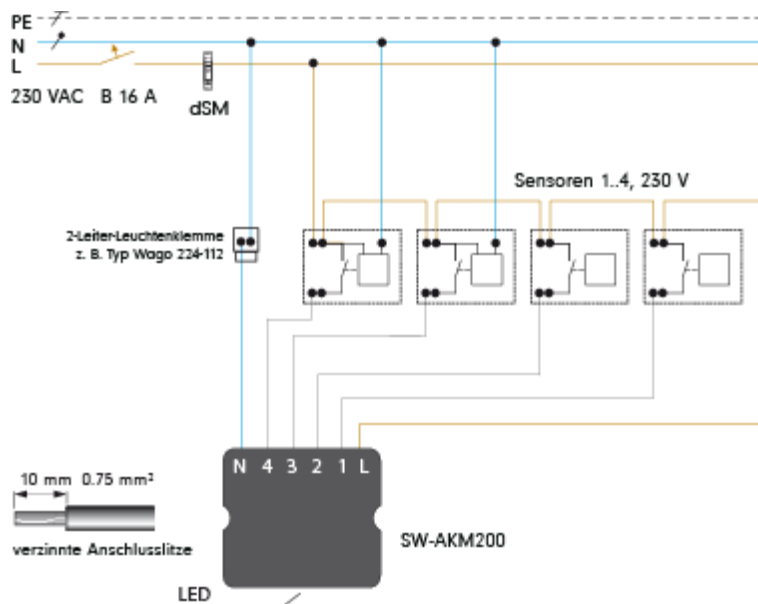 PE
N
L
230 VAC B 16 A
dSM
Sensoren 1..4, 230 V
2-Leiter-Leuchtenklemme
z. B. Typ Wago 224-112
N 4 3 2 1 L
10 mm 0.75 mm²
verzinnte Anschlusslitze
SW-AKM200
LED